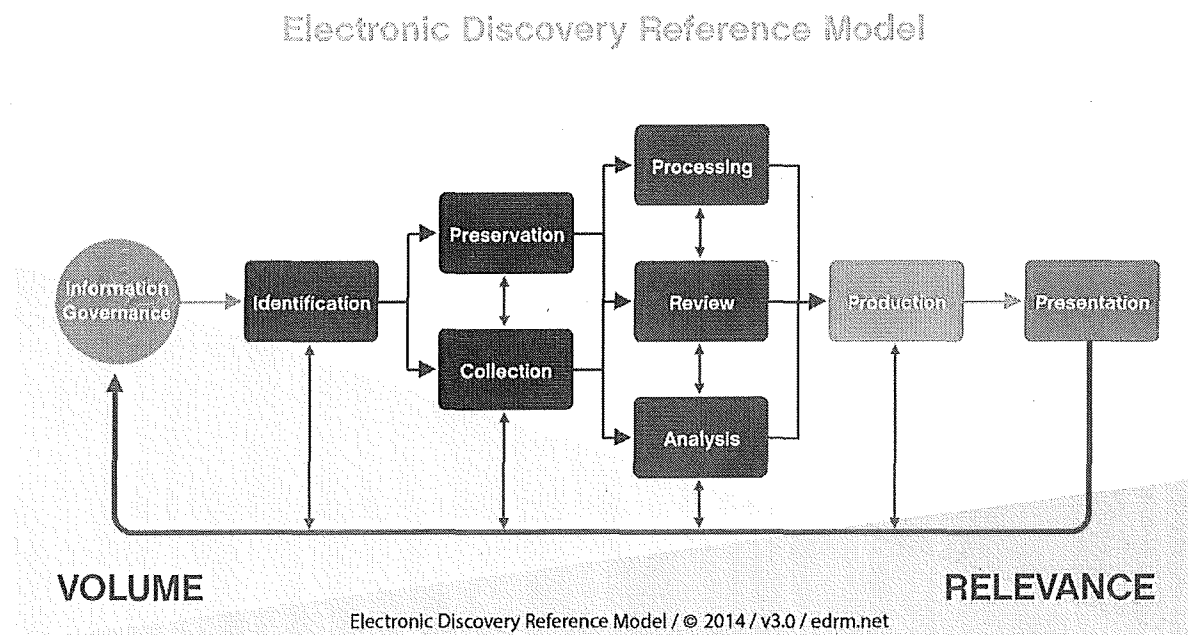 Electronic Discovery Reference Model
Processing
Preservation
Information
Governance
Identification
Review
Production
Presentation
Collection
Analysis
VOLUME
RELEVANCE
Electronic Discovery Reference Model / © 2014 / v3.0 / edrm.net